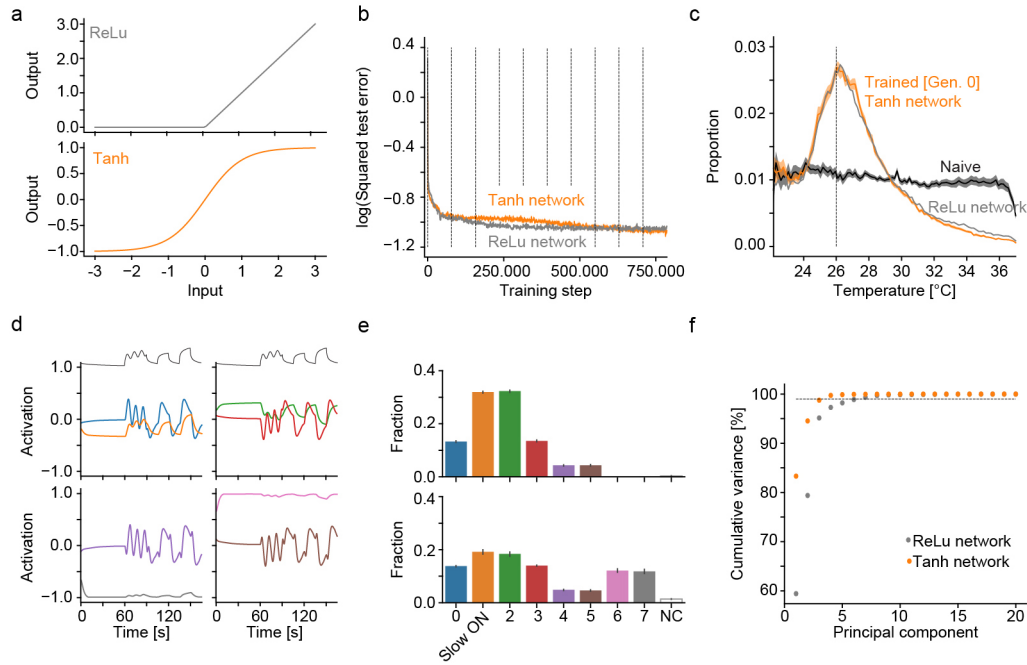 a
3.0
ReLu
2.0
1.0
0.0
Output
Tanh
1.0
0.5
0.0
−0.5
−1.0
Output
−3 −2 −1 0 1 2 3
Input
b
0.4
0.0
−0.4
−0.8
−1.2
log(Squared test error)
Tanh network
ReLu network
0 250.000 500.000 750.000
Training step
c
0.03
0.02
0.01
0.00
Proportion
Trained [Gen. 0]
Tanh network
Naive
ReLu network
22 24 26 28 30 32 34 36
Temperature [°C]
d
1.0
0.0
−1.0
Activation
1.0
0.0
−1.0
Activation
0 60 120
Time [s]
0 60 120
Time [s]
e
0.4
0.2
0.0
Fraction
0.4
0.2
0.0
Fraction
0 Slow ON 2 3 4 5 6 7 NC
f
100
95
90
85
80
60
Cumulative variance [%]
ReLu network
Tanh network
0 5 10 15 20
Principal component